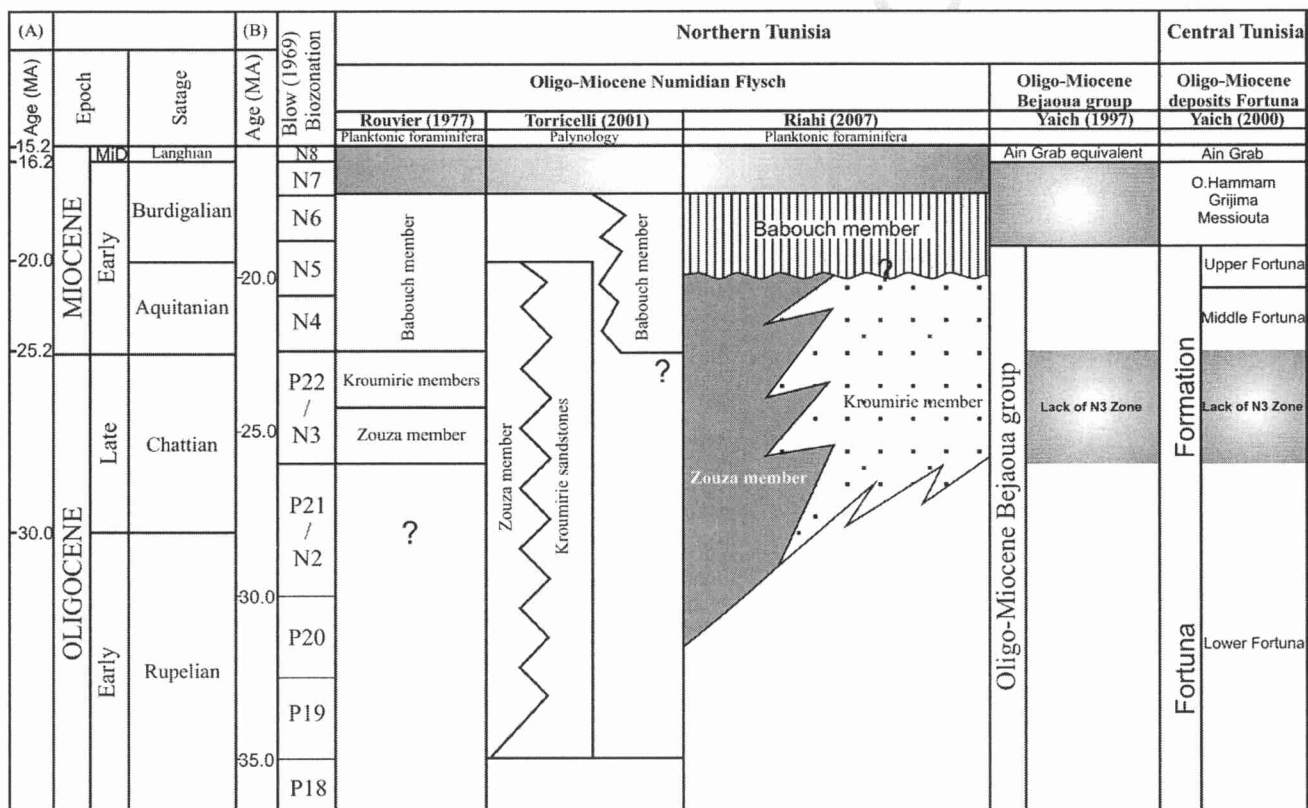 (A)
(B)
Northern Tunisia
Central Tunisia
Age (MA)
Epoch
Satage
Age (MA)
Blow (1969)
Biozonation
Oligo-Miocene Numidian Flysch
Oligo-Miocene
Bejaoua group
Oligo-Miocene
deposits Fortuna
Rouvier (1977)
Torricelli (2001)
Riahi (2007)
Yaich (1997)
Yaich (2000)
Planktonic foraminifera
Palynology
Planktonic foraminifera
15.2
16.2
20.0
25.2
30.0
MIOCENE
OLIGOCENE
MiD
Early
Late
Early
Langhian
Burdigalian
Aquitanian
Chattian
Rupelian
20.0
25.0
30.0
35.0
N8
N7
N6
N5
N4
P22
/
N3
P21
/
N2
P20
P19
P18
Babouch member
Kroumirie members
Zouza member
?
Zouza member
Kroumirie sandstones
Babouch member
?
Babouch member
?
Kroumirie member
Zouza member
Ain Grab equivalent
Oligo-Miocene Bejaoua group
Lack of N3 Zone
Ain Grab
O.Hammam
Grijima
Messiouta
Upper Fortuna
Middle Fortuna
Lack of N3 Zone
Lower Fortuna
Fortuna
Formation